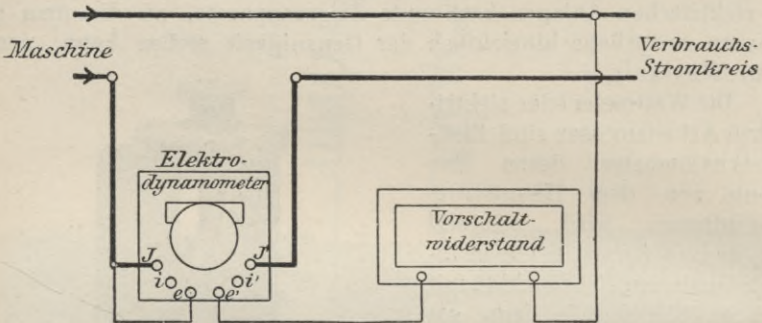 Maschine
Verbrauchs-
Stromkreis
Elektro-
dynamometer
Vorschalt-
widerstand
J J'
i i'
e e'